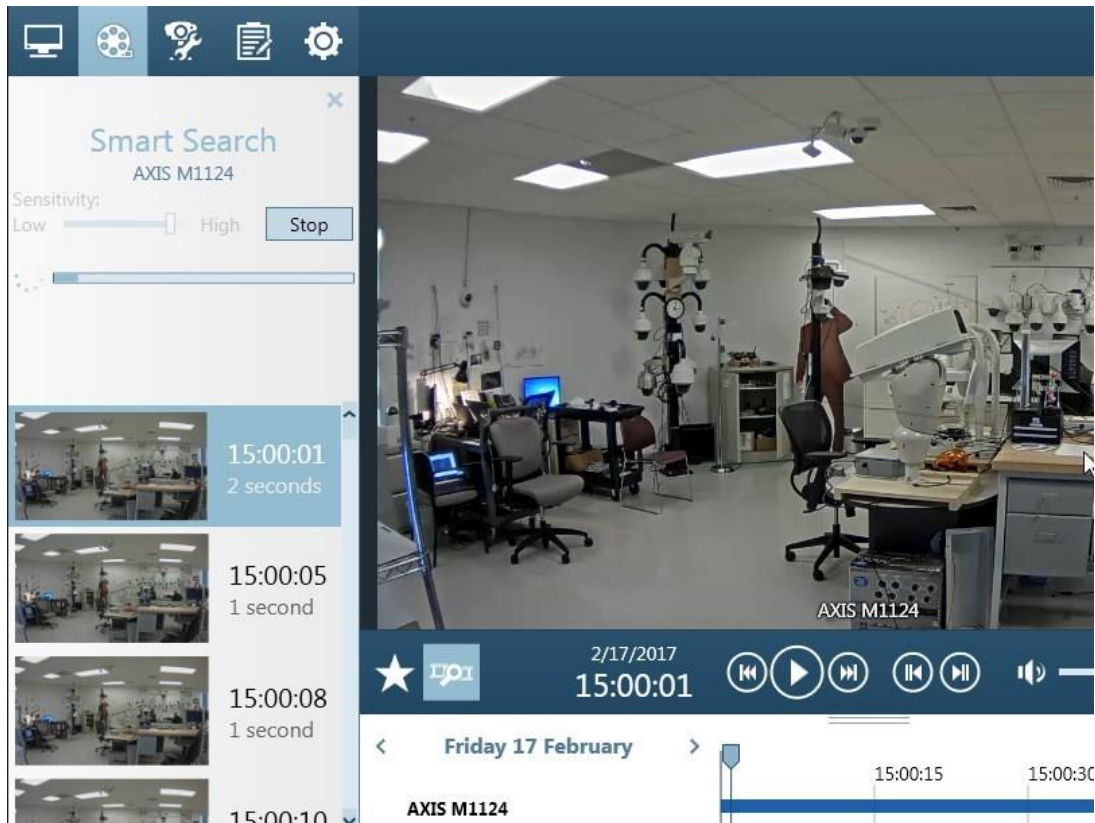 Smart Search
AXIS M1124
Sensitivity:
Low High Stop
15:00:01
2 seconds
15:00:05
1 second
15:00:08
1 second
15:00:10
AXIS M1124
2/17/2017
15:00:01
Friday 17 February
15:00:15 15:00:30
AXIS M1124